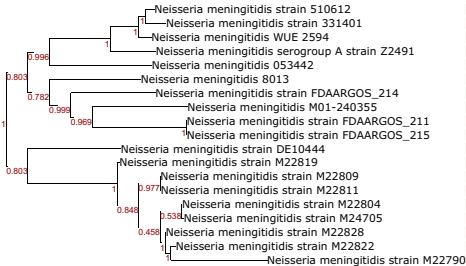 Neisseria meningitidis strain 510612
1
Neisseria meningitidis strain 331401
1
Neisseria meningitidis WUE 2594
1
Neisseria meningitidis serogroup A strain Z2491
0.996
Neisseria meningitidis 053442
0.803
Neisseria meningitidis 8013
0.782
Neisseria meningitidis strain FDAARGOS_214
0.999
Neisseria meningitidis M01-240355
0.969
Neisseria meningitidis strain FDAARGOS_211
1
Neisseria meningitidis strain FDAARGOS_215
1
Neisseria meningitidis strain DE10444
0.803
Neisseria meningitidis strain M22819
1
Neisseria meningitidis strain M22809
0.977
Neisseria meningitidis strain M22811
0.848
Neisseria meningitidis strain M22804
0.538
Neisseria meningitidis strain M24705
0.458
Neisseria meningitidis strain M22828
1
Neisseria meningitidis strain M22822
1
Neisseria meningitidis strain M22790